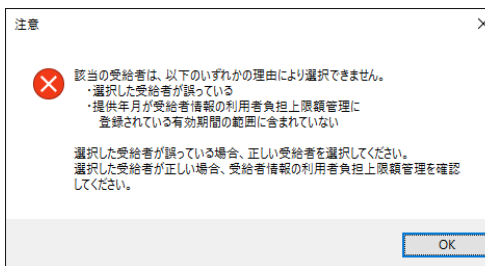 注意
該当の受給者は、以下のいずれかの理由により選択できません。
・選択した受給者が誤っている
・提供年月が受給者情報の利用者負担上限額管理に
登録されている有効期間の範囲に含まれていない
選択した受給者が誤っている場合、正しい受給者を選択してください。
選択した受給者が正しい場合、受給者情報の利用者負担上限額管理を確認
してください。
OK